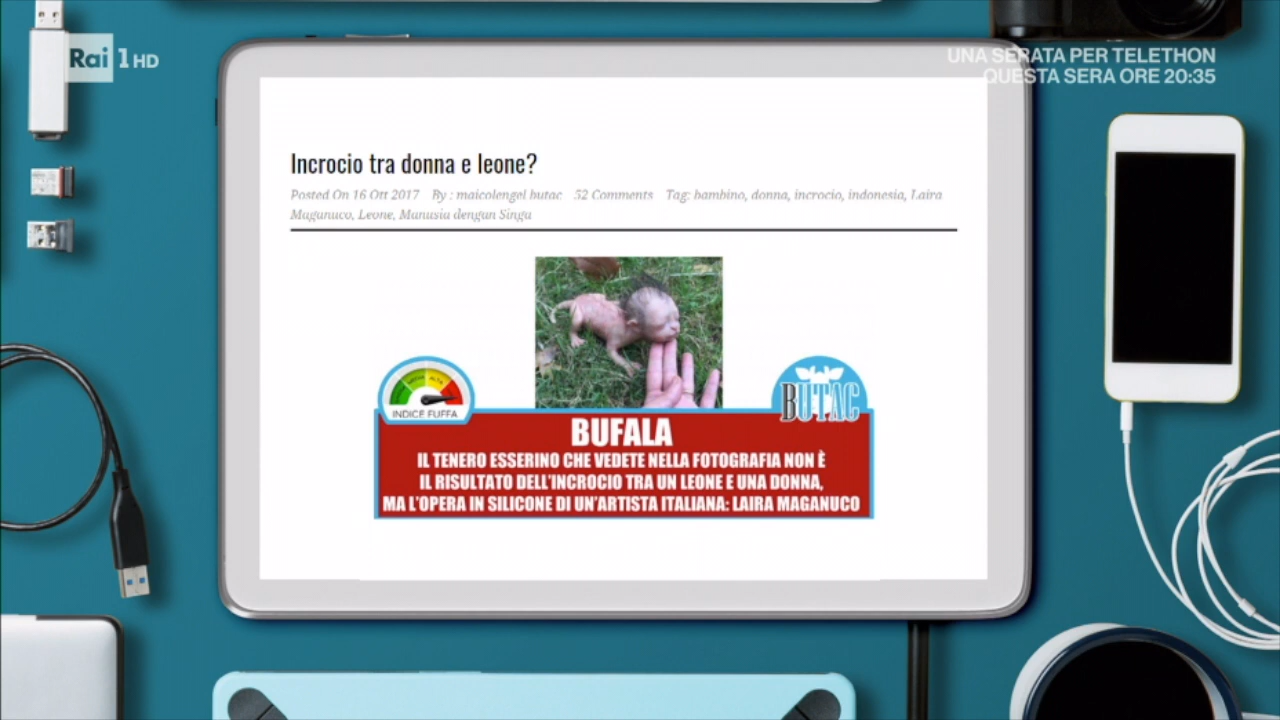 Rai 1 HD
UNA SERATA PER TELETHON
QUESTA SERA ORE 20:35
Incrocio tra donna e leone?
Posted On 16 Ott 2017 By : maicolengel butac 52 Comments Tag: bambino, donna, incrocio, indonesia, Laira
Maganuco, Leone, Manusia dengan Singa
ALTA
INDICE FUFFA
BUTAC
BUFALA
IL TENERO ESSERINO CHE VEDETE NELLA FOTOGRAFIA NON È
IL RISULTATO DELL'INCROCIO TRA UN LEONE E UNA DONNA,
MA L'OPERA IN SILICONE DI UN'ARTISTA ITALIANA: LAIRA MAGANUCO